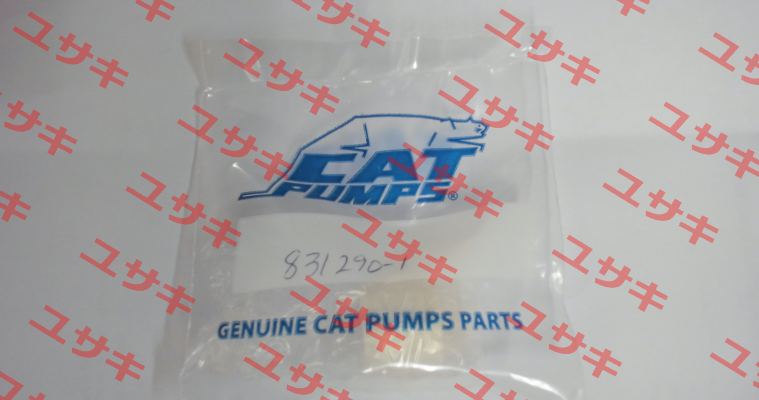 CAT
PUMPS®
831290-1
GENUINE CAT PUMPS PARTS
ユサキ